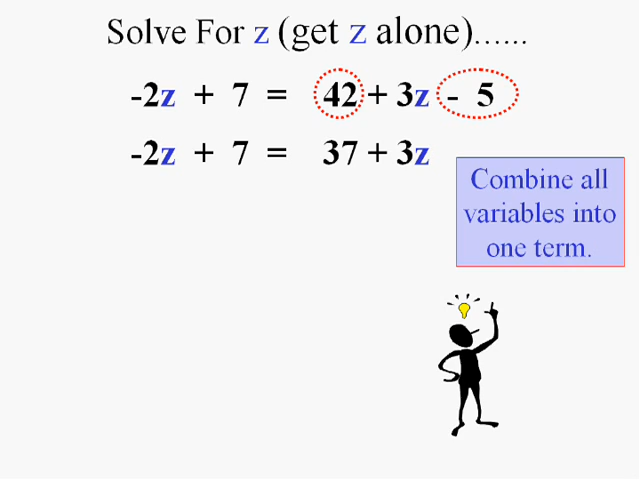 Solve For z (get z alone)......
-2z + 7 = 42 + 3z - 5
-2z + 7 = 37 + 3z
Combine all
variables into
one term.